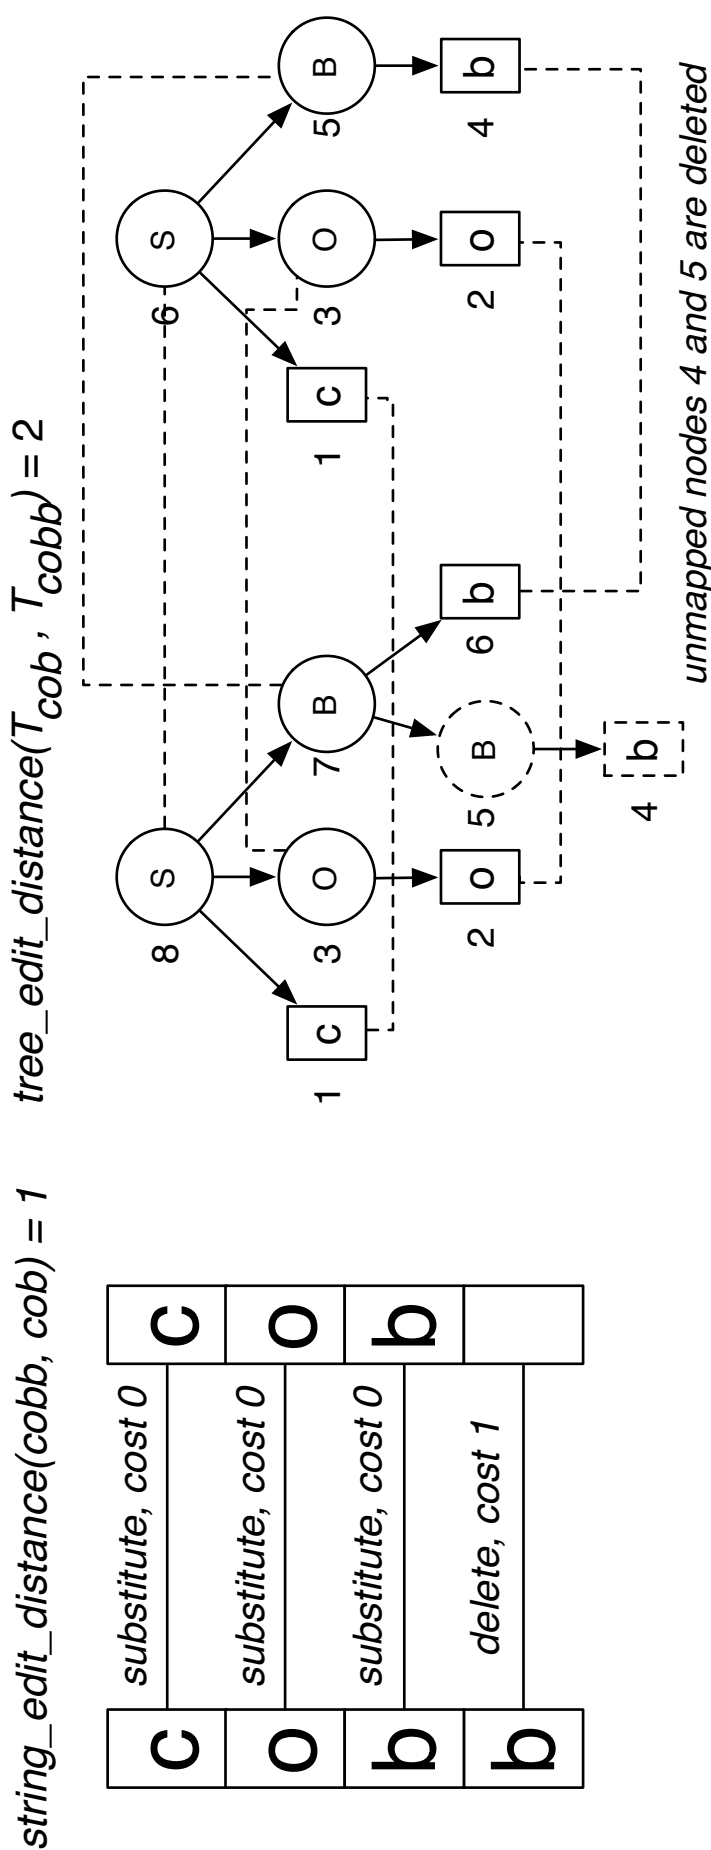 string_edit_distance(cobb, cob) = 1
c substitute, cost 0 c
o substitute, cost 0 o
b substitute, cost 0 b
b delete, cost 1
tree_edit_distance(T_cob, T_cobb) = 2
8 S 6 S
1 c 3 O 7 B 1 c 3 O 5 B
2 o 5 B 6 b 2 o 4 b
4 b
unmapped nodes 4 and 5 are deleted